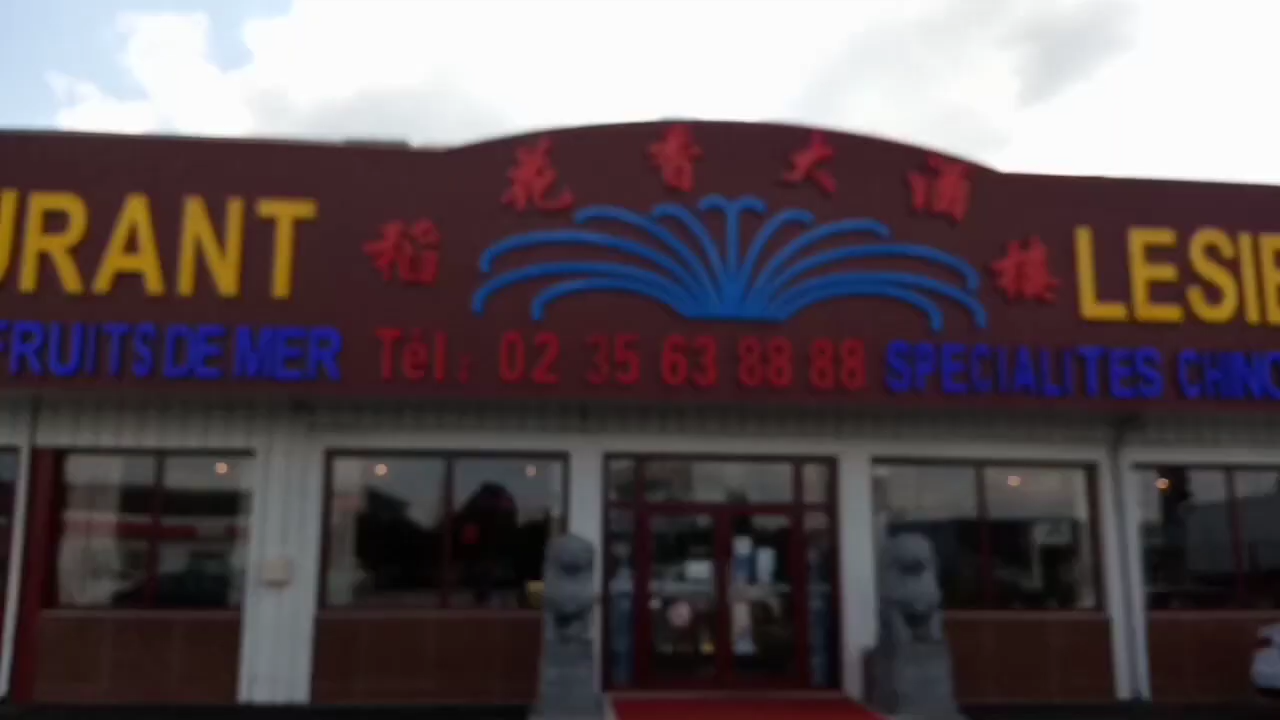 稻花香大酒樓
URANT
LESIE
FRUITS DE MER
Tél: 02 35 63 88 88
SPECIALITES CHINO